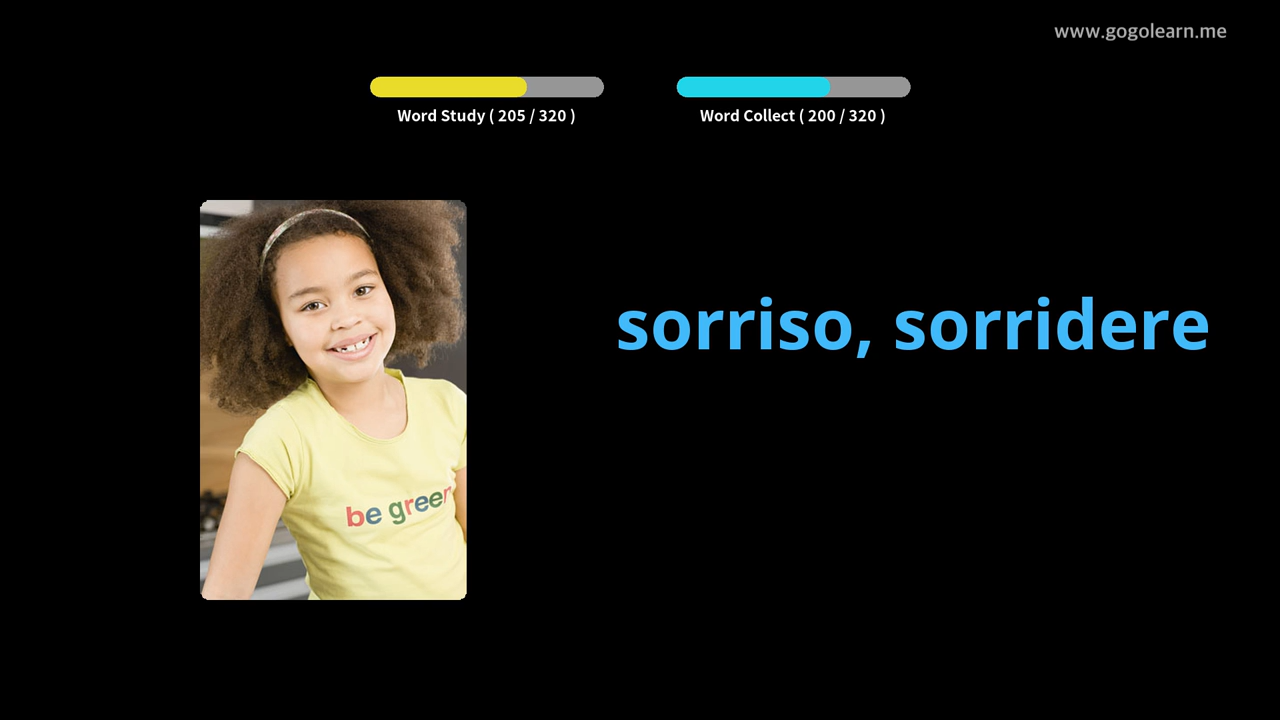 www.gogolearn.me
Word Study ( 205 / 320 )
Word Collect ( 200 / 320 )
sorriso, sorridere
be green